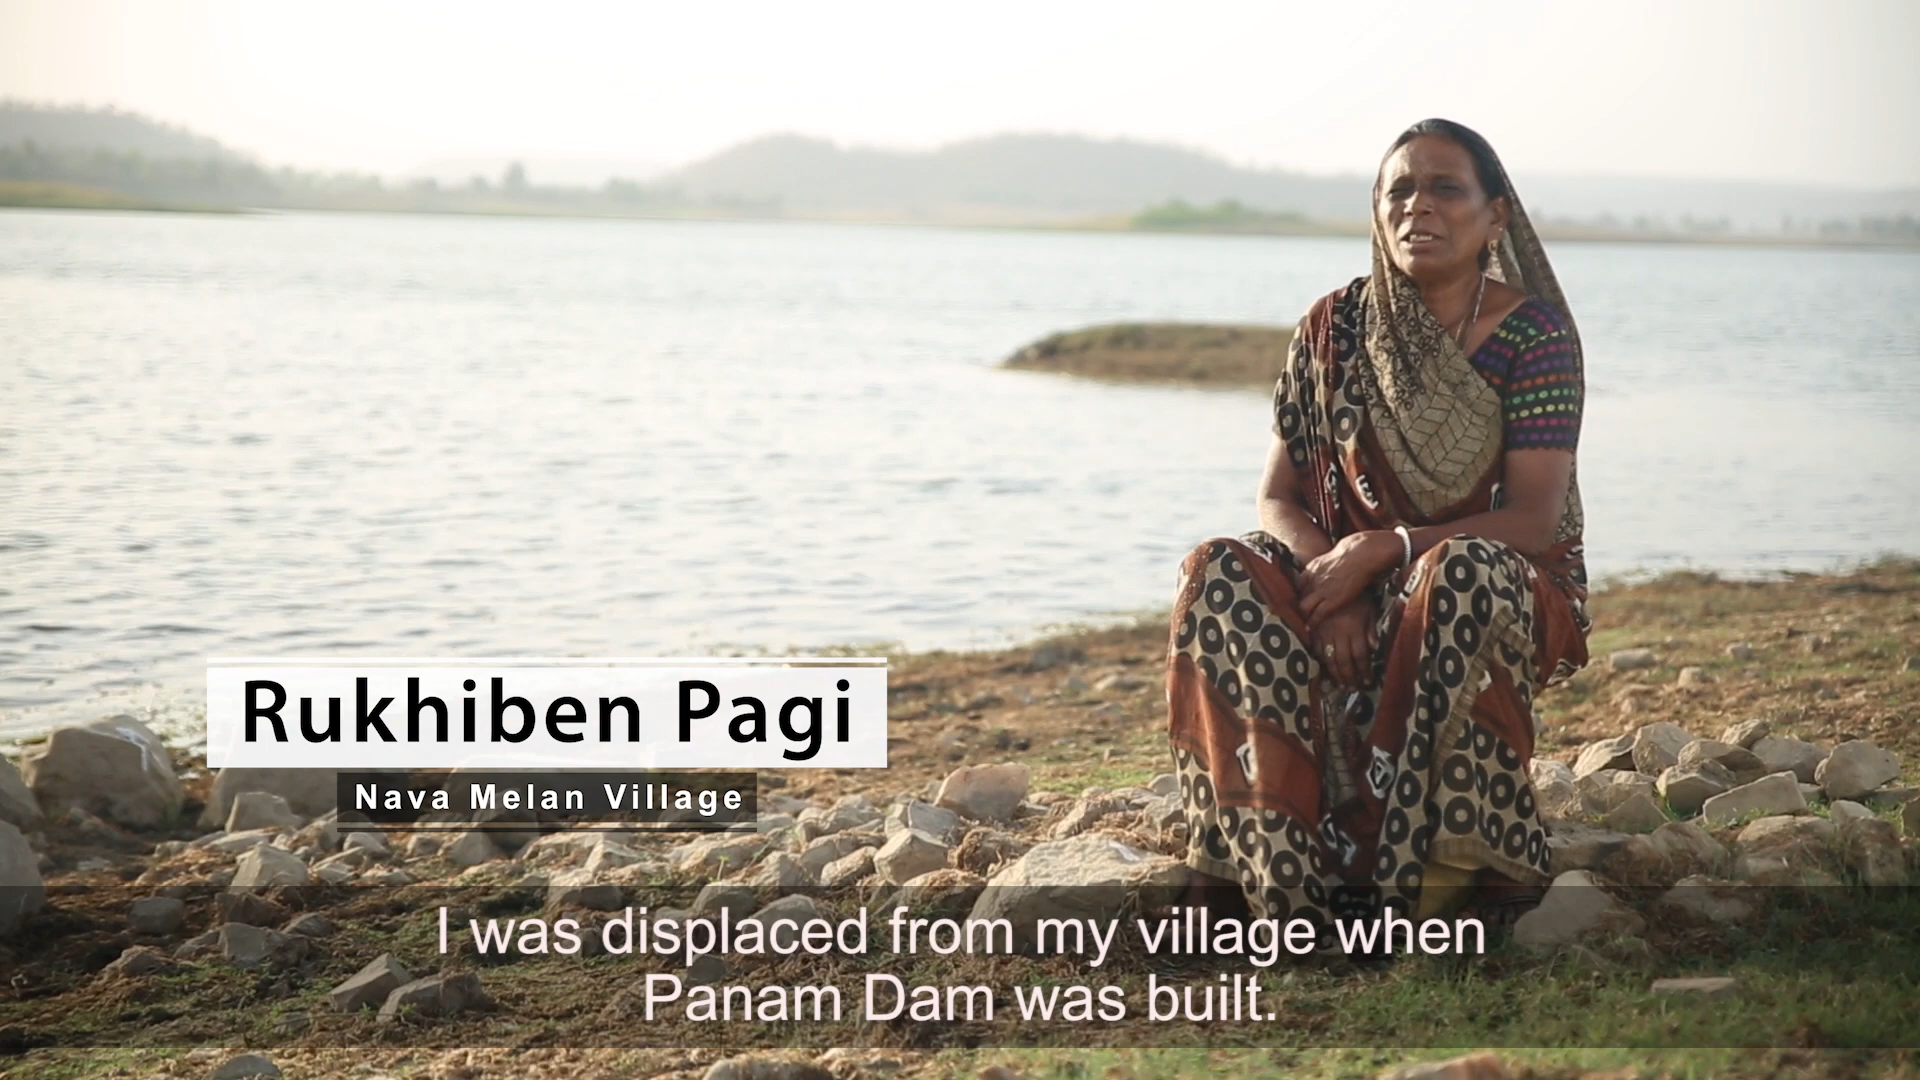 Rukhiben Pagi
Nava Melan Village
I was displaced from my village when
Panam Dam was built.